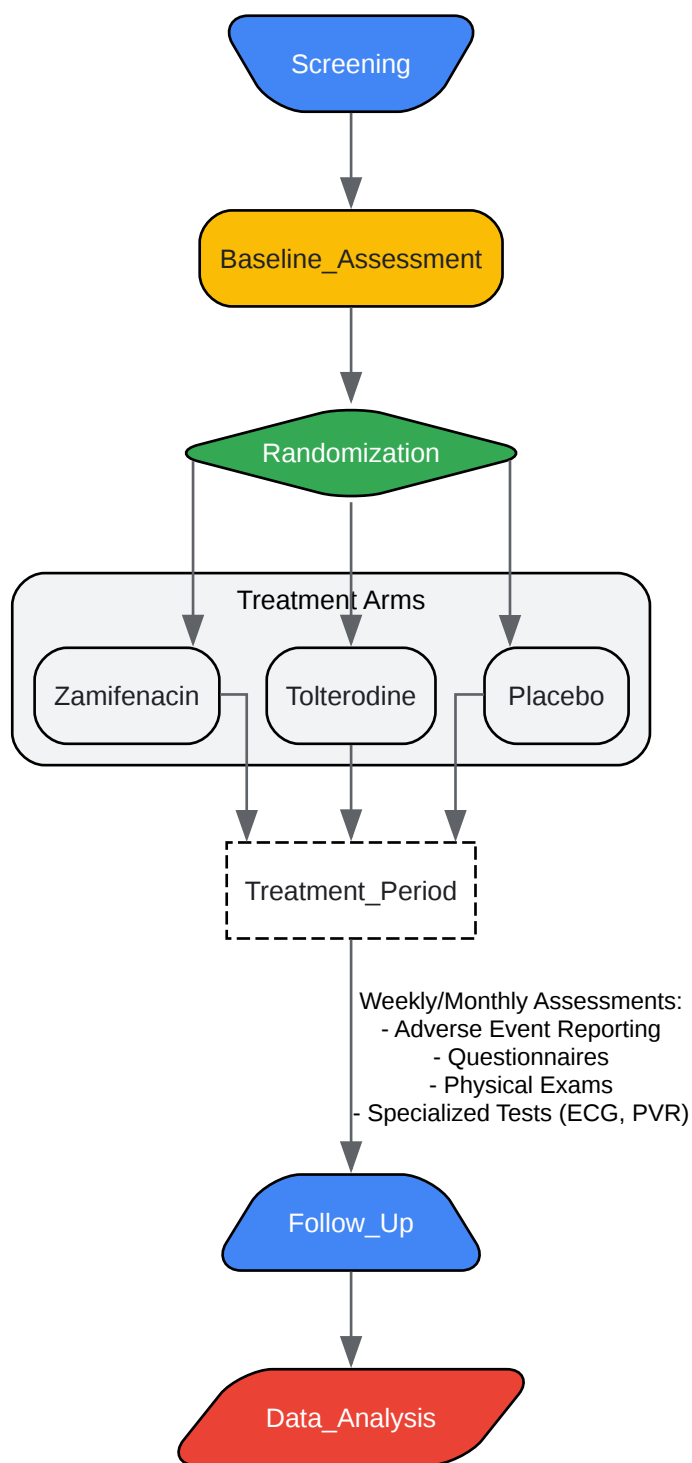 Screening
Baseline_Assessment
Randomization
Treatment Arms
Zamifenacin
Tolterodine
Placebo
Treatment_Period
Weekly/Monthly Assessments:
- Adverse Event Reporting
- Questionnaires
- Physical Exams
- Specialized Tests (ECG, PVR)
Follow_Up
Data_Analysis